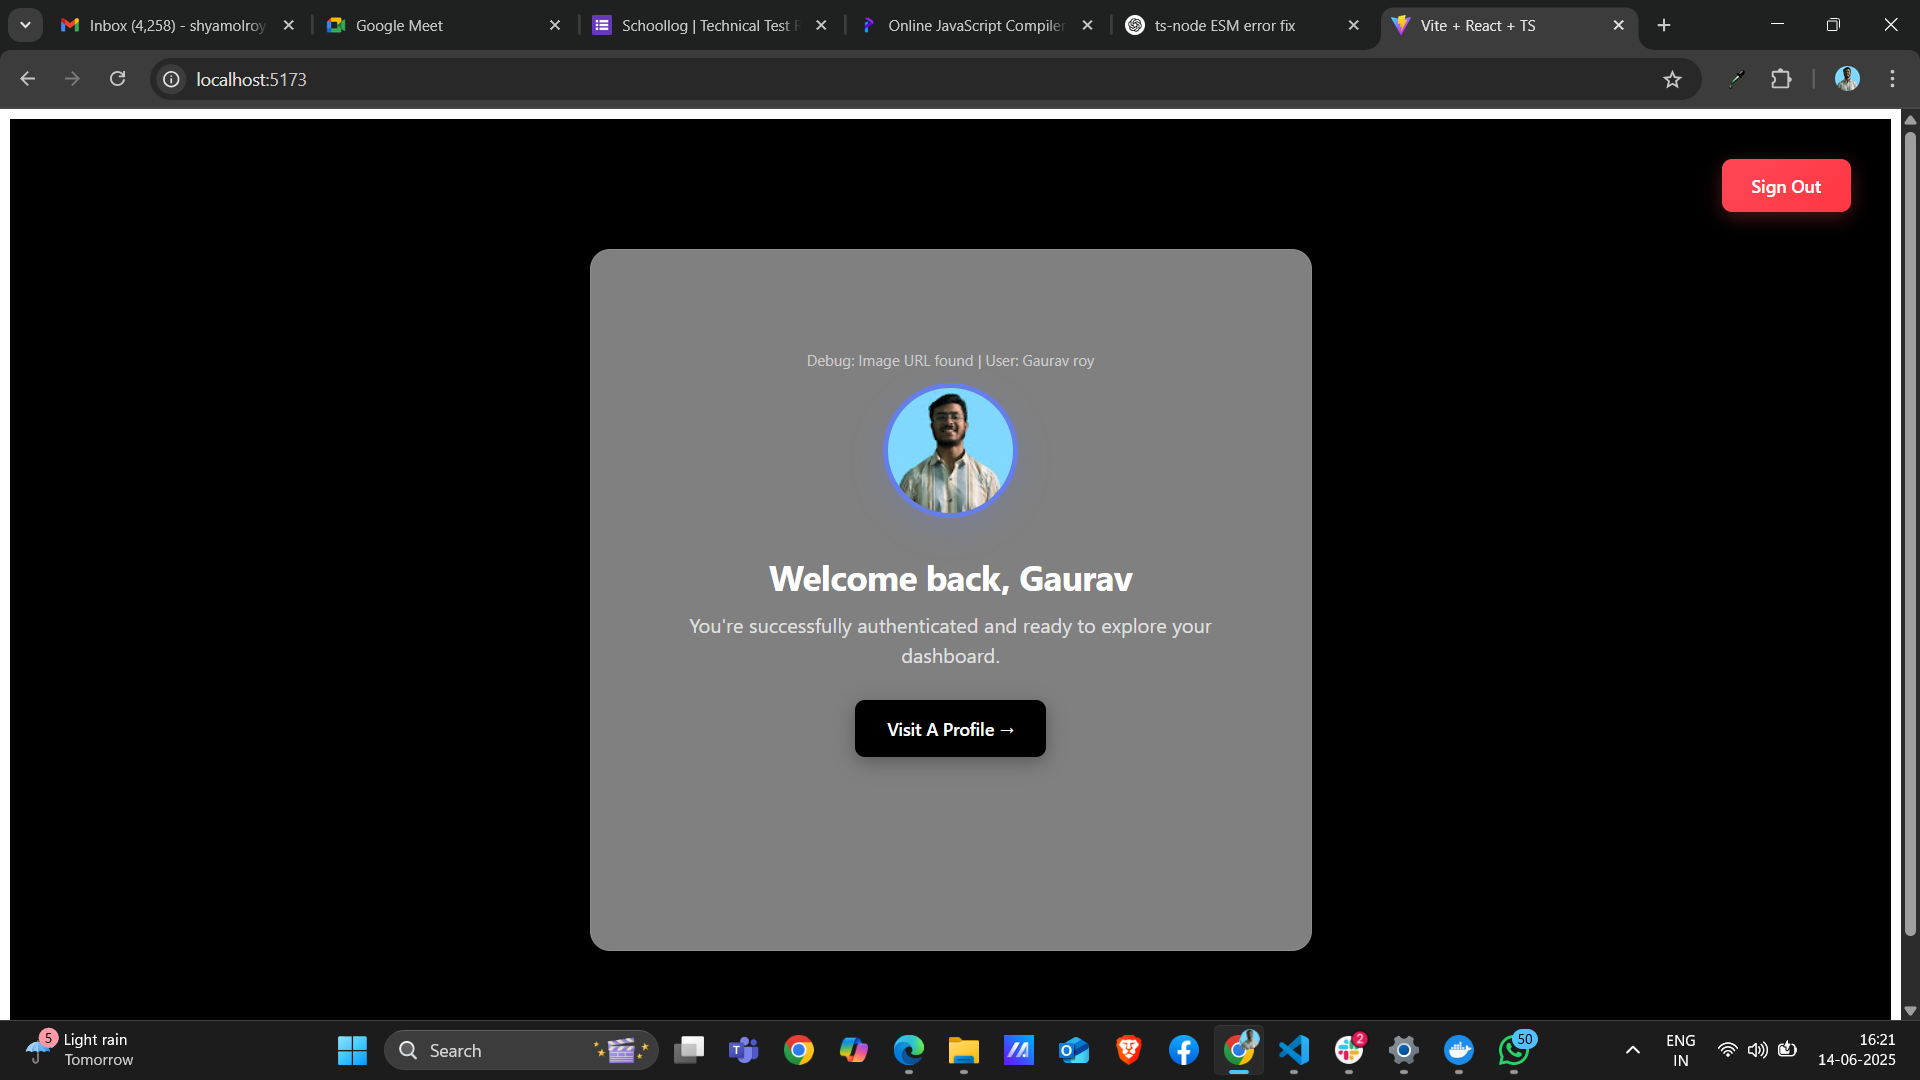 Inbox (4,258) - shyamolroy
Google Meet
Schoollog | Technical Test
Online JavaScript Compiler
ts-node ESM error fix
Vite + React + TS
localhost:5173
Sign Out
Debug: Image URL found | User: Gaurav roy
Welcome back, Gaurav
You're successfully authenticated and ready to explore your
dashboard.
Visit A Profile →
5
Light rain
Tomorrow
Search
2
50
ENG
IN
16:21
14-06-2025